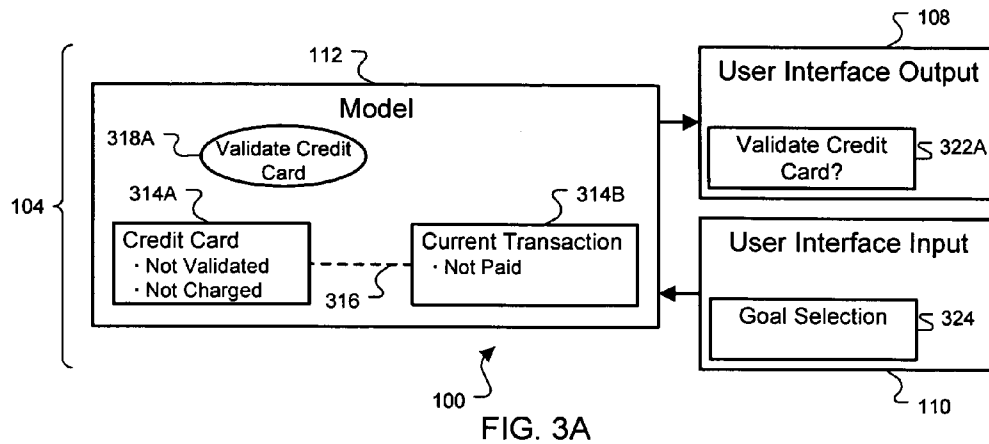 108
112
User Interface Output
Model
318A
Validate Credit
Card
Validate Credit
Card?
322A
314A
314B
104
Credit Card
· Not Validated
· Not Charged
Current Transaction
· Not Paid
316
User Interface Input
Goal Selection
324
100
110
FIG. 3A